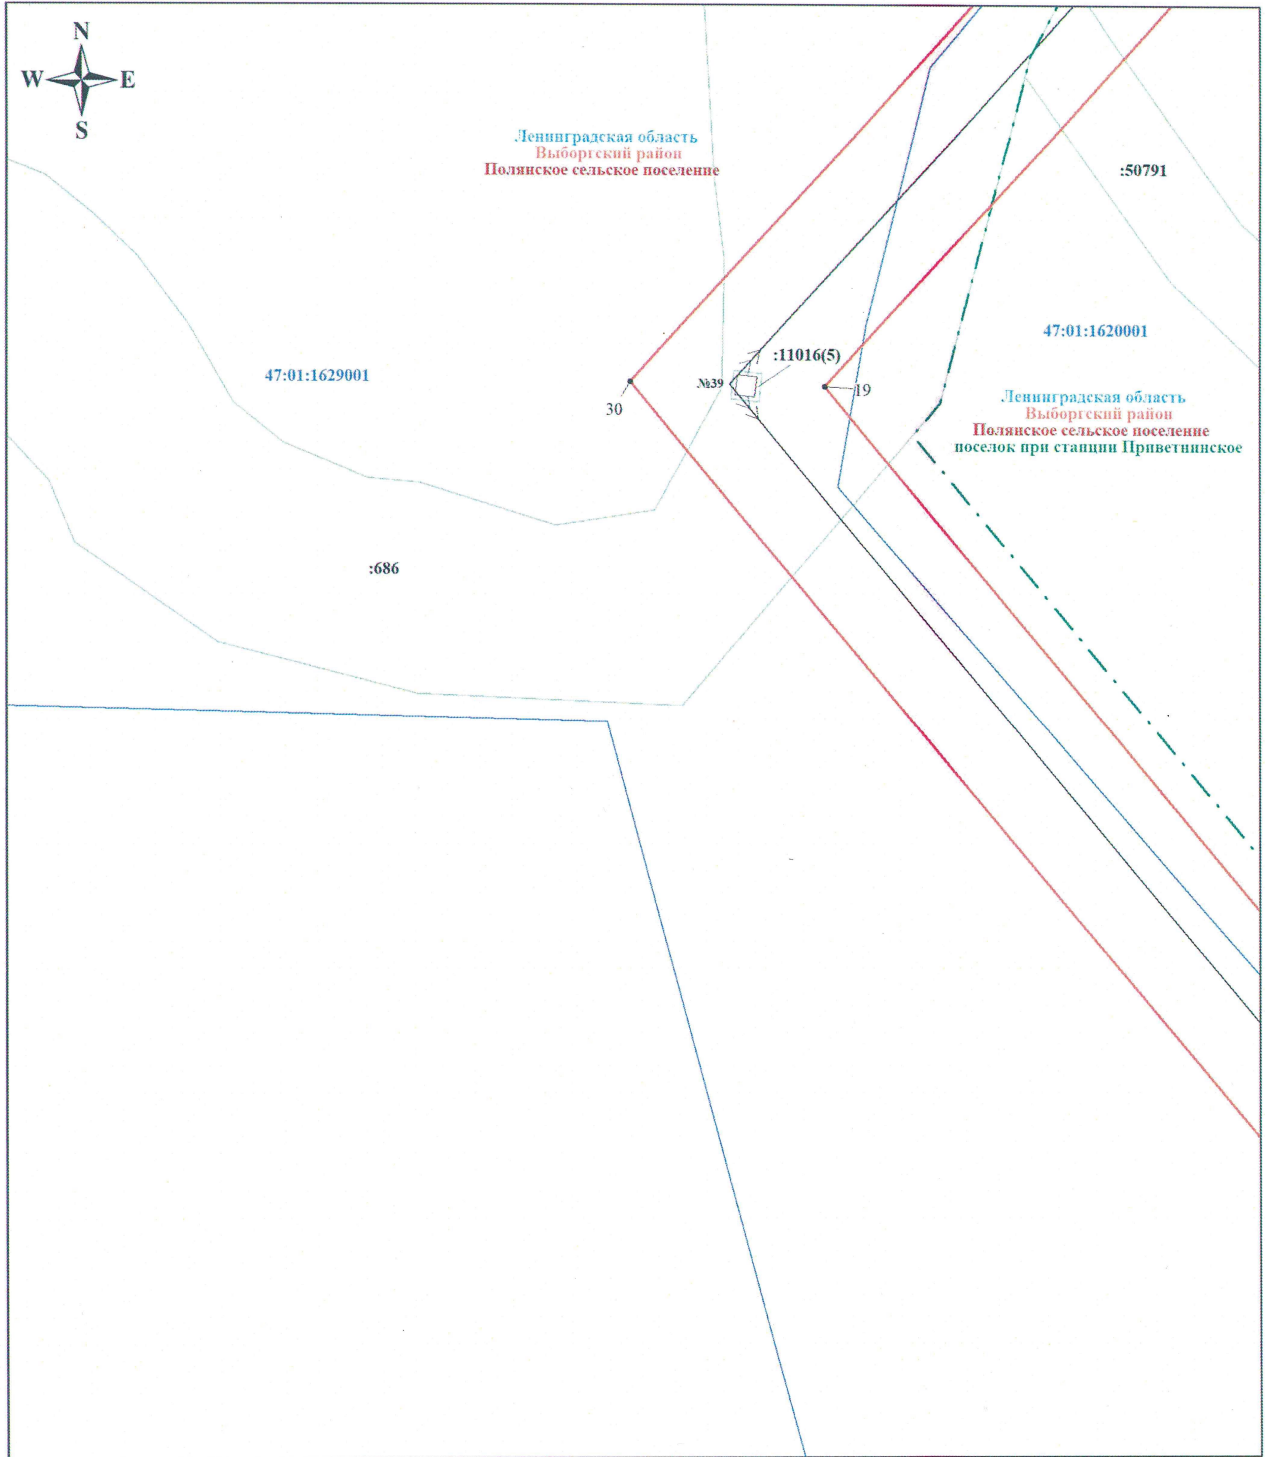 N
W E
S
Ленинградская область
Выборгский район
Полянское сельское поселение
:50791
47:01:1620001
:11016(5)
47:01:1629001
№39
19
30
Ленинградская область
Выборгский район
Полянское сельское поселение
поселок при станции Приветнинское
:686